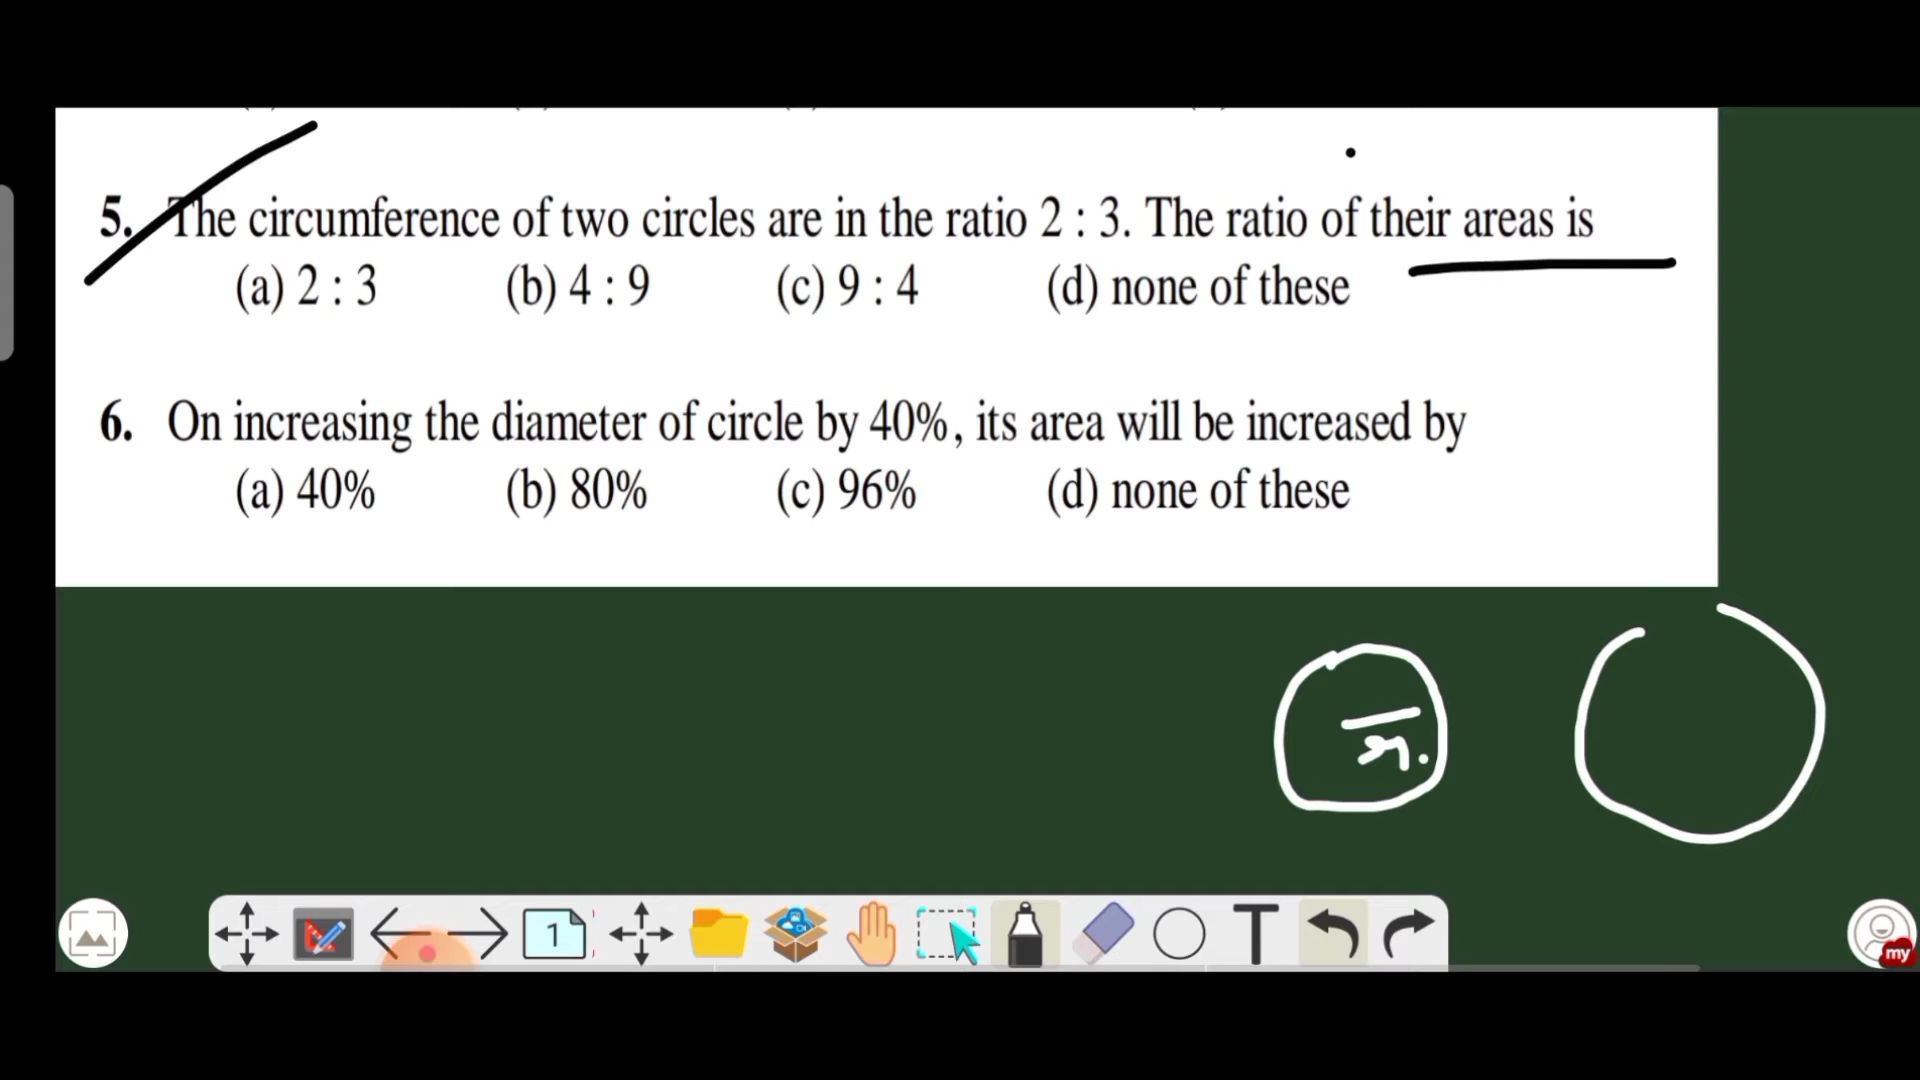 5. The circumference of two circles are in the ratio 2 : 3. The ratio of their areas is
(a) 2 : 3 (b) 4 : 9 (c) 9 : 4 (d) none of these
6. On increasing the diameter of circle by 40%, its area will be increased by
(a) 40% (b) 80% (c) 96% (d) none of these
1
T
my